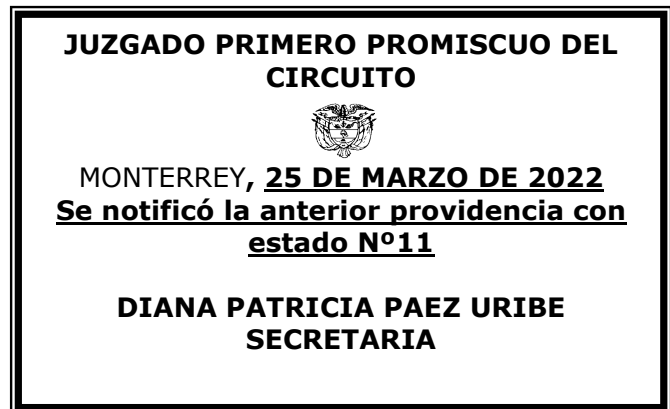 JUZGADO PRIMERO PROMISCUO DEL
CIRCUITO
MONTERREY, 25 DE MARZO DE 2022
Se notificó la anterior providencia con
estado Nº11
DIANA PATRICIA PAEZ URIBE
SECRETARIA